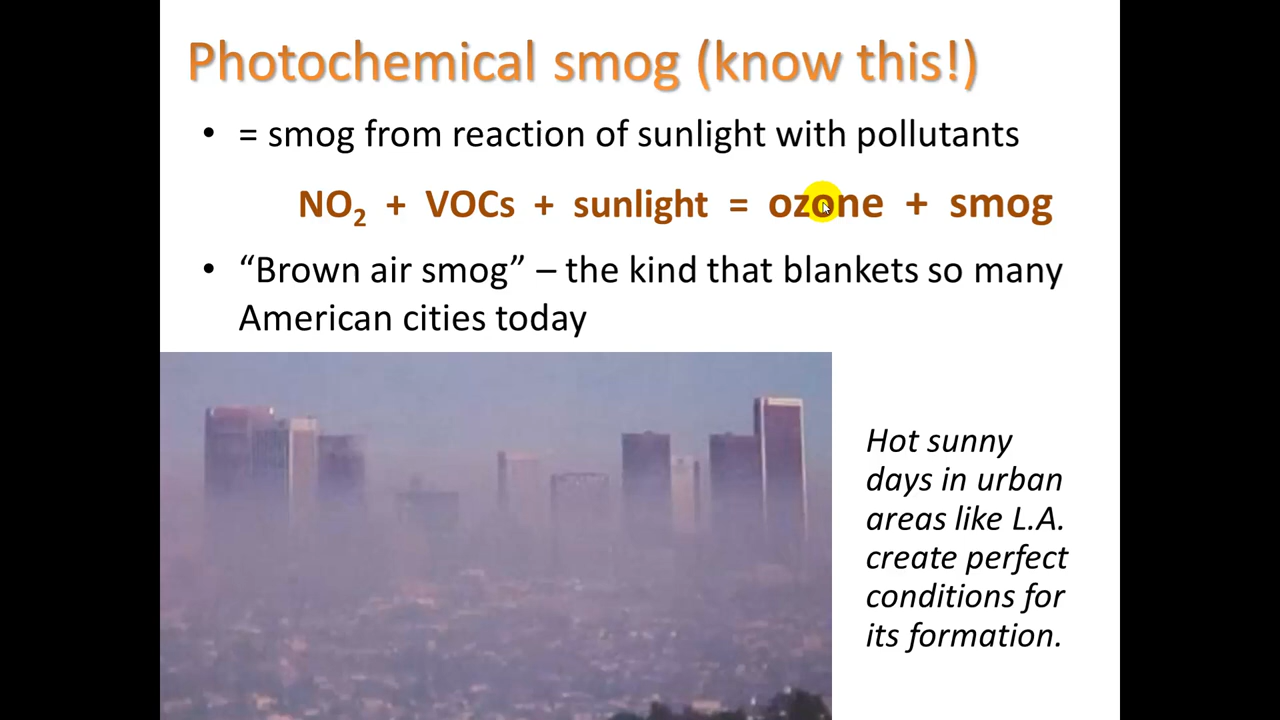 Photochemical smog (know this!)
• = smog from reaction of sunlight with pollutants
NO₂ + VOCs + sunlight = ozone + smog
• “Brown air smog” – the kind that blankets so many
American cities today
Hot sunny
days in urban
areas like L.A.
create perfect
conditions for
its formation.